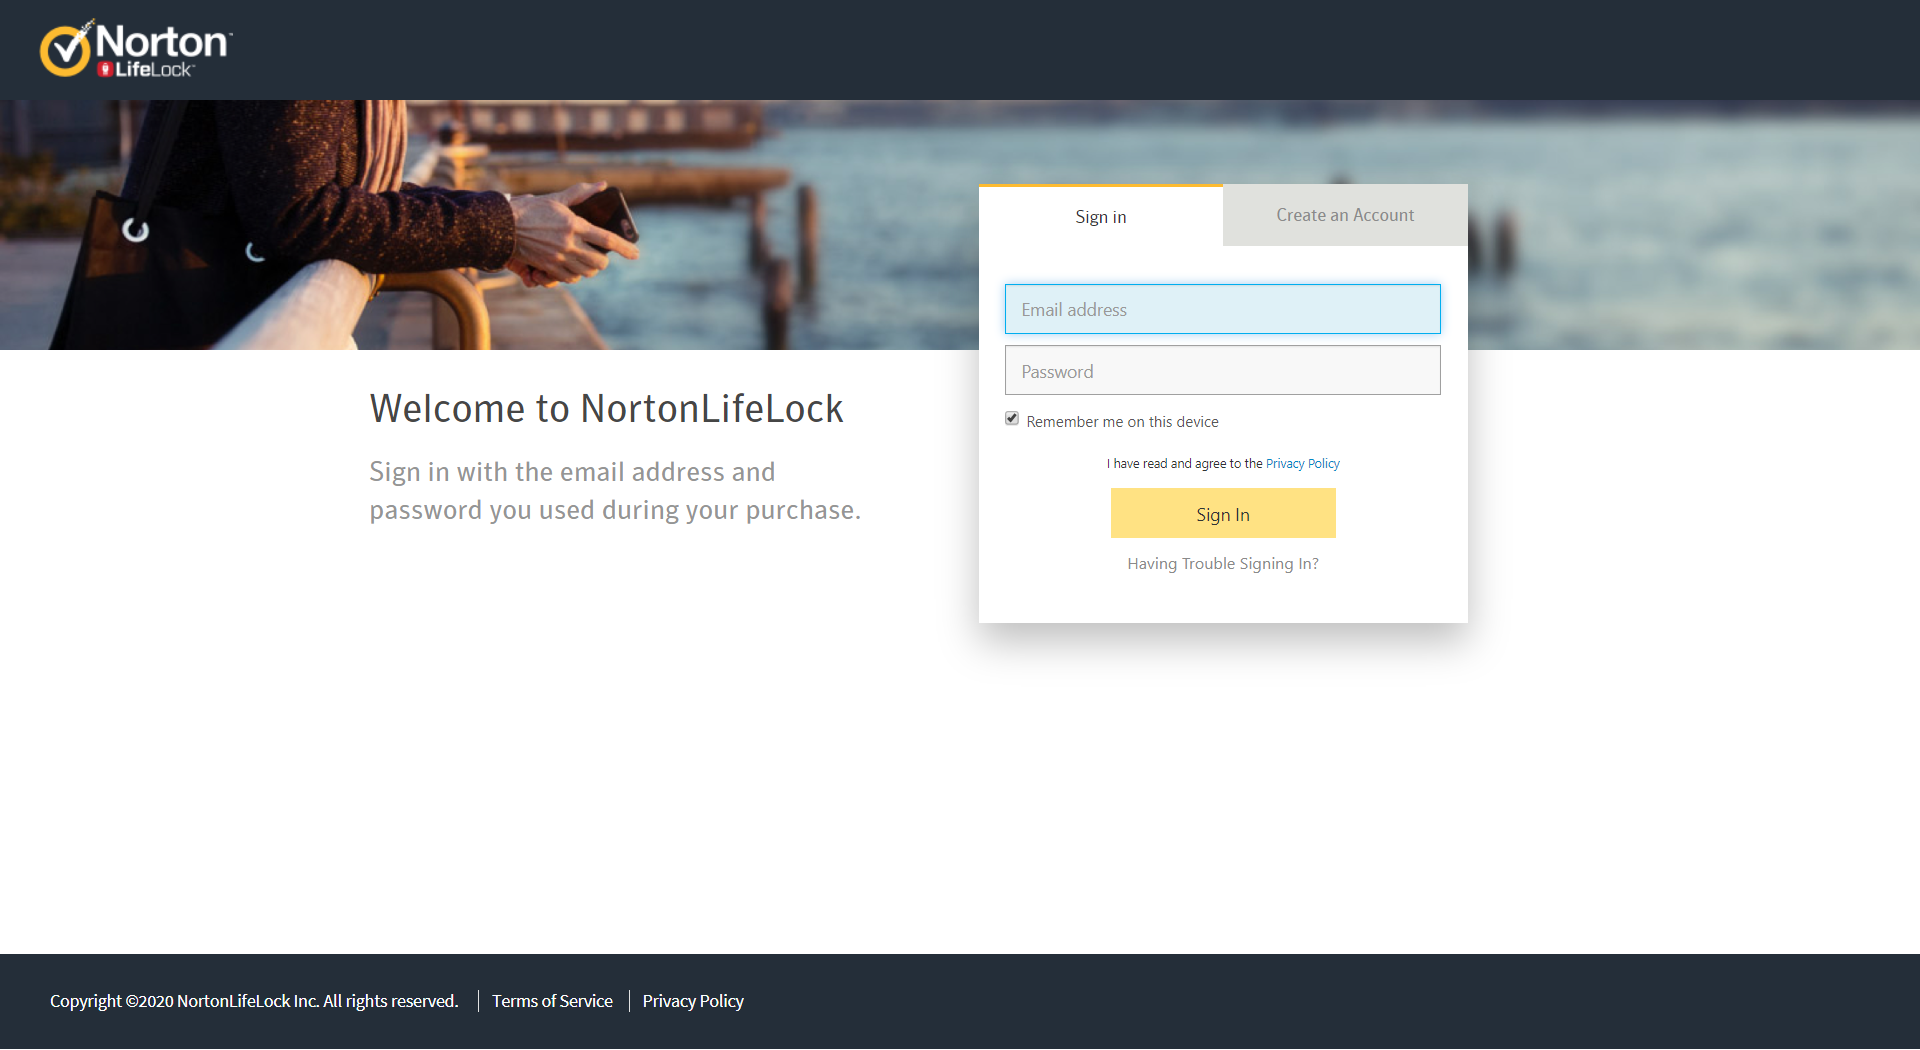 Norton™
LifeLock™
Sign in
Create an Account
Email address
Password
Remember me on this device
I have read and agree to the Privacy Policy
Sign In
Having Trouble Signing In?
Welcome to NortonLifeLock
Sign in with the email address and
password you used during your purchase.
Copyright ©2020 NortonLifeLock Inc. All rights reserved. Terms of Service Privacy Policy